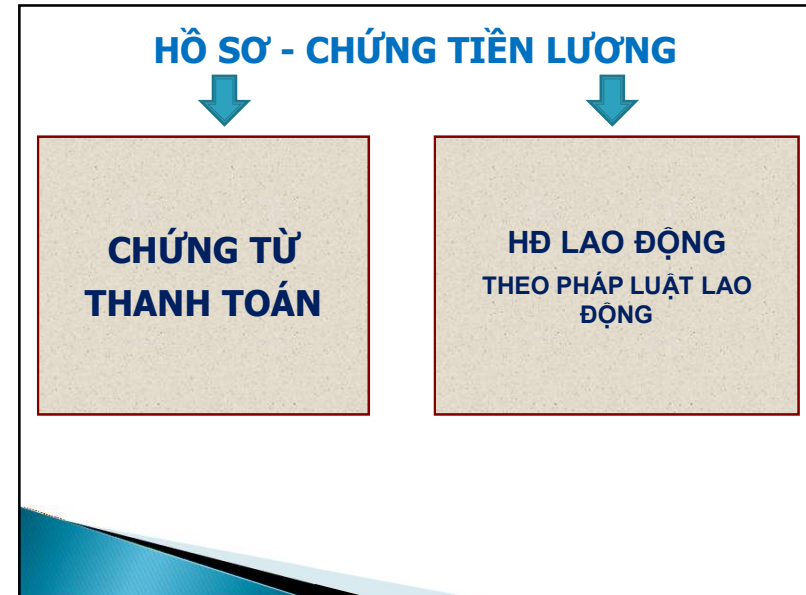 HỒ SƠ - CHỨNG TIỀN LƯƠNG
CHỨNG TỪ
THANH TOÁN
HĐ LAO ĐỘNG
THEO PHÁP LUẬT LAO
ĐỘNG